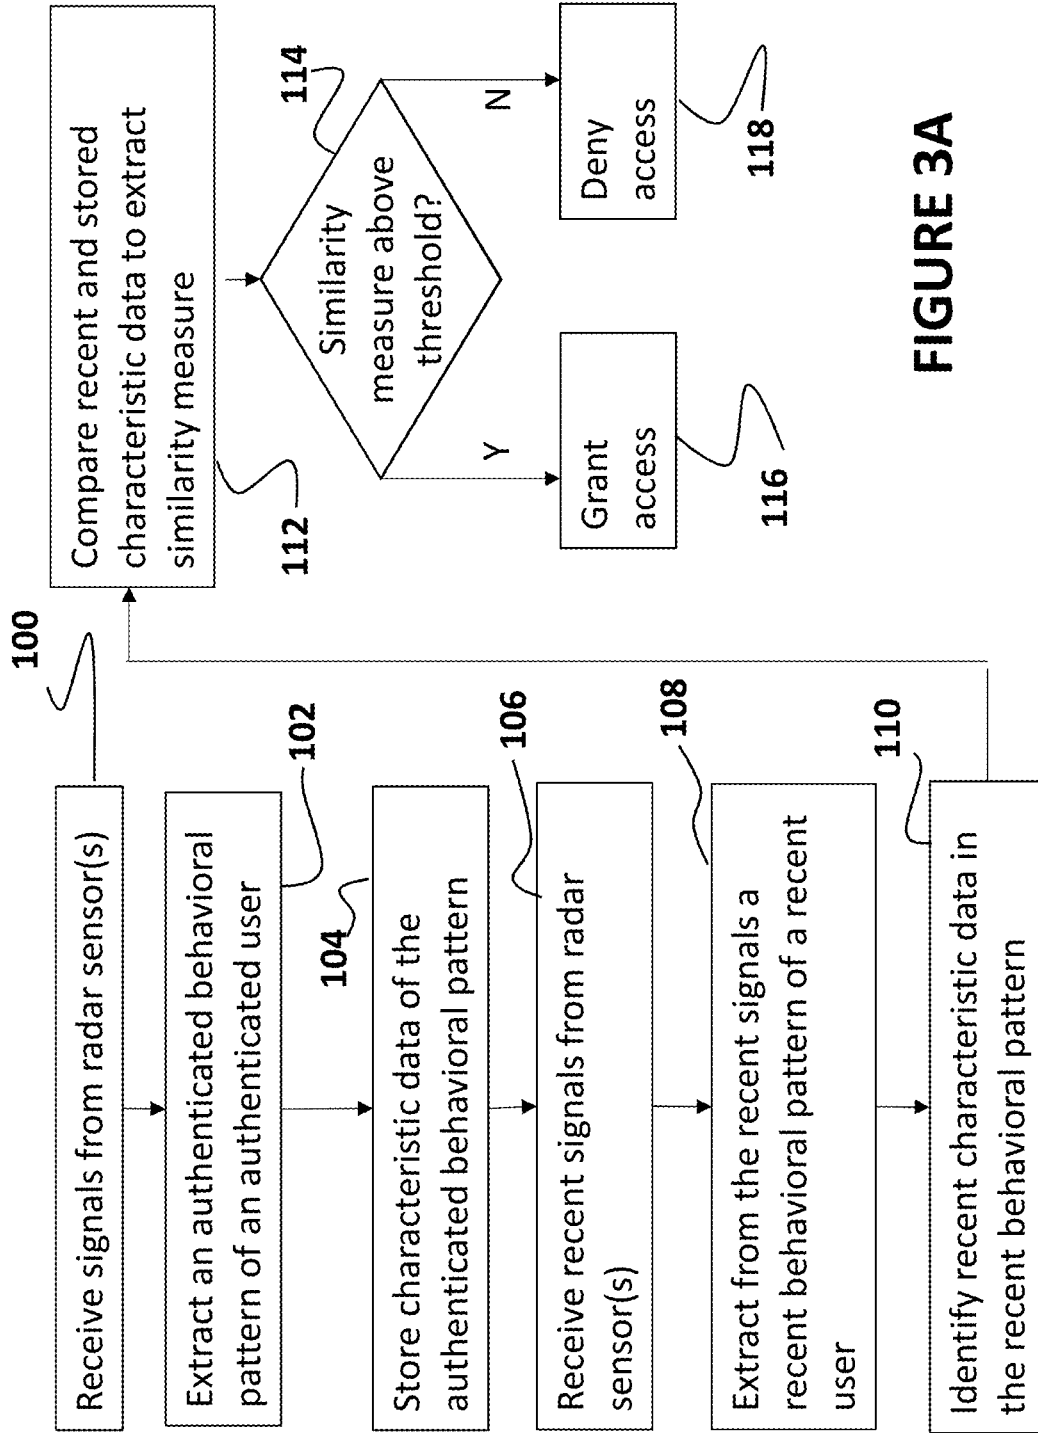 Receive signals from radar sensor(s)
100
Extract an authenticated behavioral
pattern of an authenticated user
102
104
Store characteristic data of the
authenticated behavioral pattern
Receive recent signals from radar
sensor(s)
106
Extract from the recent signals a
recent behavioral pattern of a recent
user
108
Identify recent characteristic data in
the recent behavioral pattern
110
Compare recent and stored
characteristic data to extract
similarity measure
112
Similarity
measure above
threshold?
114
Y
N
Grant
access
116
Deny
access
118
FIGURE 3A